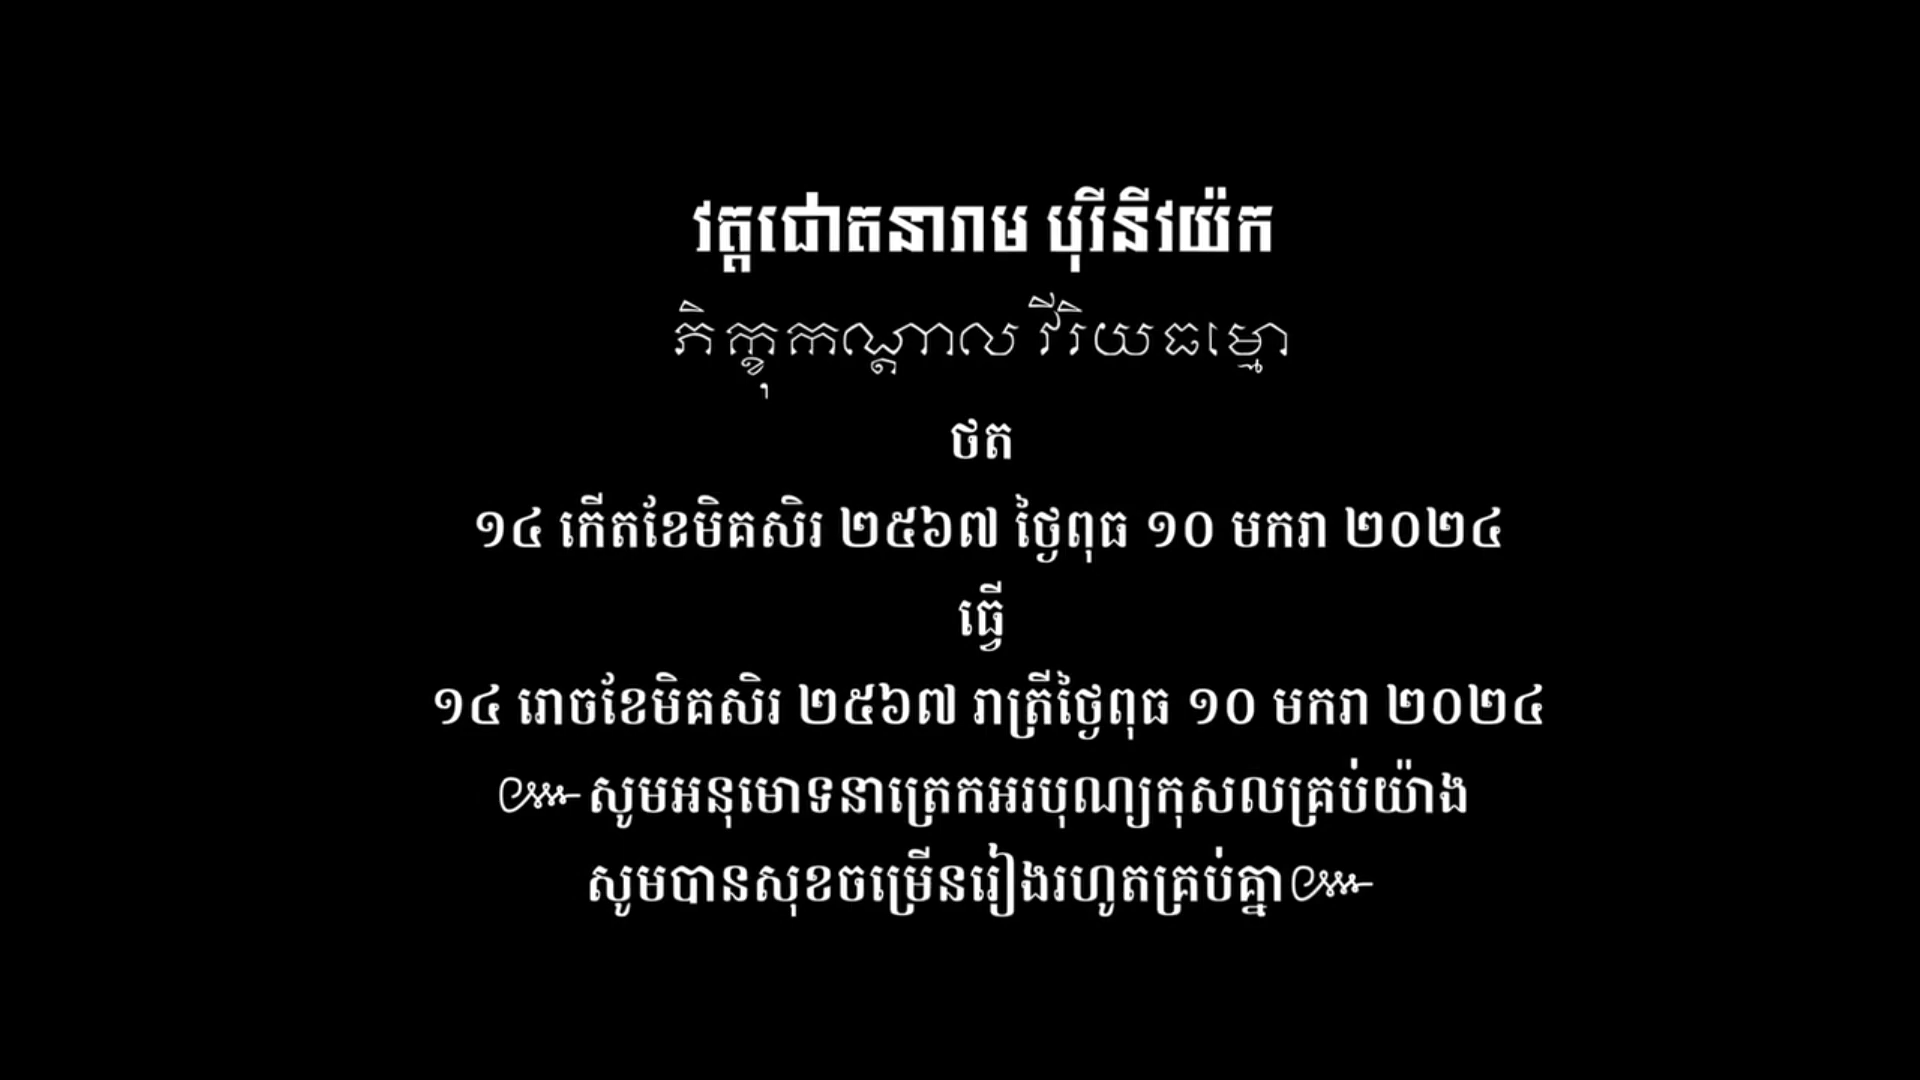 វត្តជោតនារាម បុរីនីវយ៉ក
ភិក្ខុកណ្ដាល វីរិយធម្មោ
ថត
១៤ កើតខែមិគសិរ ២៥៦៧ ថ្ងៃពុធ ១០ មករា ២០២៤
ធ្វើ
១៤ រោចខែមិគសិរ ២៥៦៧ រាត្រីថ្ងៃពុធ ១០ មករា ២០២៤
៚សូមអនុមោទនាត្រេកអរបុណ្យកុសលគ្រប់យ៉ាង
សូមបានសុខចម្រើនរៀងរហូតគ្រប់គ្នា៚